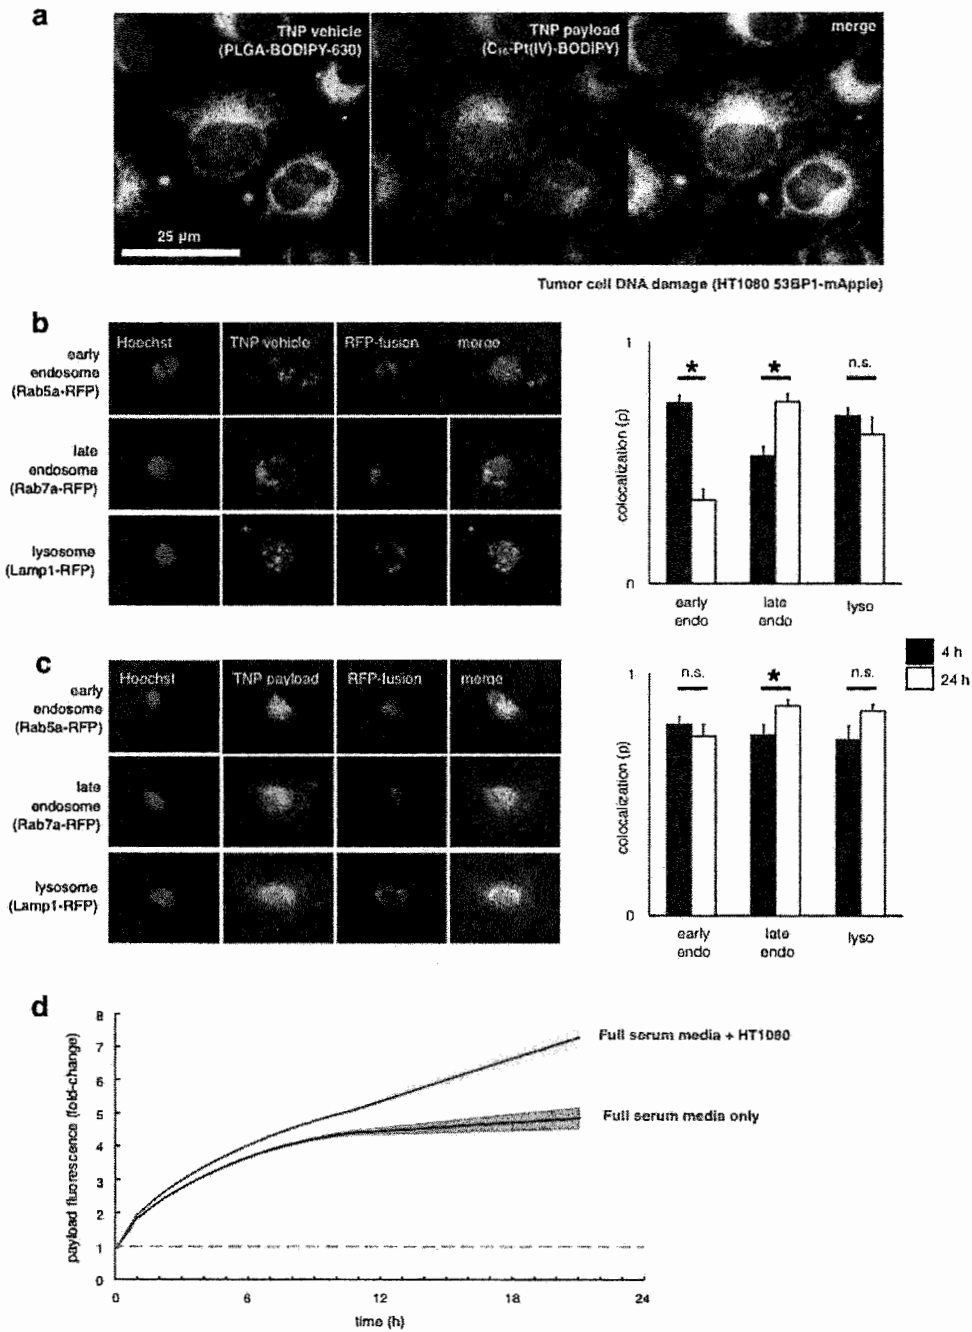 a
TNP vehicle
(PLGA-BODIPY-630)
TNP payload
(C₁₆-Pt(IV)-BODIPY)
merge
25 µm
Tumor cell DNA damage (HT1080 53BP1-mApple)
b
Hoechst
TNP vehicle
RFP-fusion
merge
early
endosome
(Rab5a-RFP)
late
endosome
(Rab7a-RFP)
lysosome
(Lamp1-RFP)
colocalization (ρ)
1
0
*
*
n.s.
early
endo
late
endo
lyso
4 h
24 h
c
Hoechst
TNP payload
RFP-fusion
merge
early
endosome
(Rab5a-RFP)
late
endosome
(Rab7a-RFP)
lysosome
(Lamp1-RFP)
colocalization (ρ)
1
0
n.s.
*
n.s.
early
endo
late
endo
lyso
d
payload fluorescence (fold-change)
8
7
6
5
4
3
2
1
0
Full serum media + HT1080
Full serum media only
0
6
12
18
24
time (h)